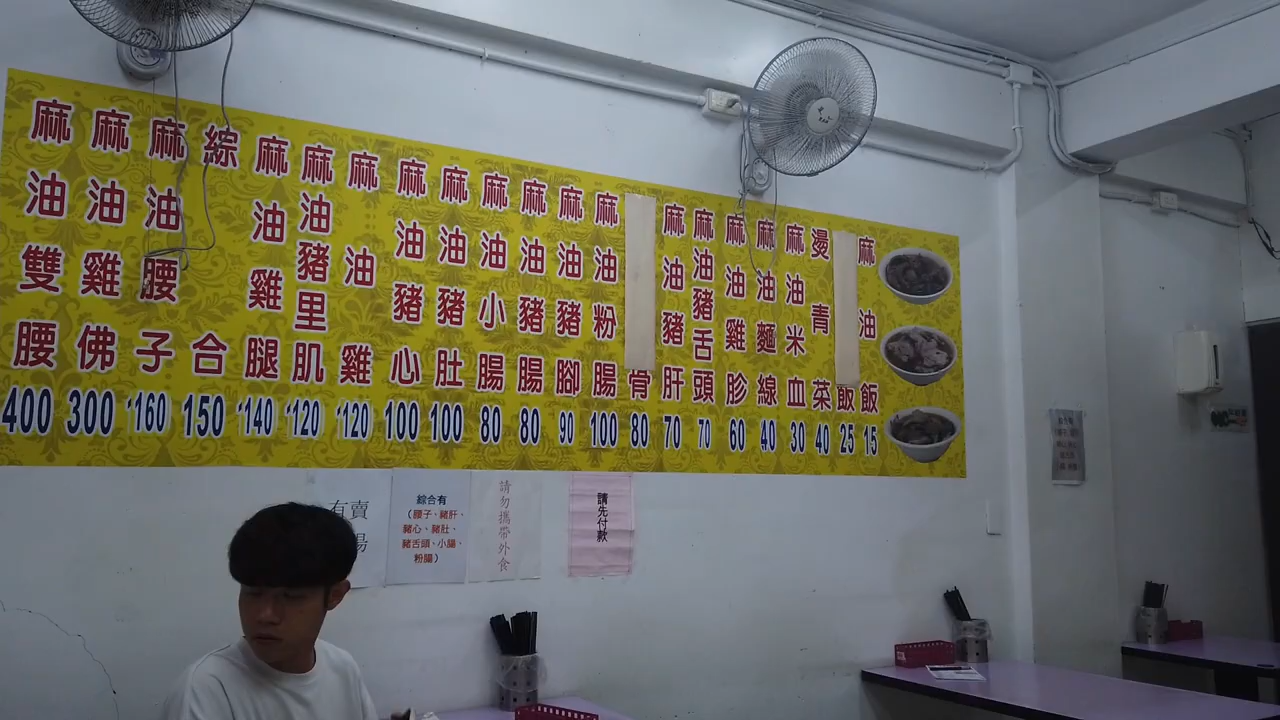 麻油雙腰 400
麻油雞佛 300
麻油腰子 160
綜合 150
麻油雞腿 140
麻油豬里肌 120
麻油雞 120
麻油豬心 100
麻油豬肚 100
麻油小腸 80
麻油豬腸 80
麻油豬腳 90
麻油粉腸 100
骨 80
麻油豬肝 70
麻油豬舌頭 70
麻油雞胗 60
麻油麵線 40
麻油米血 30
燙青菜 40
飯 25
麻油飯 15
有賣
湯
綜合有
(腰子、豬肝、
豬心、豬肚、
豬舌頭、小腸、
粉腸)
請勿攜帶外食
請先付款